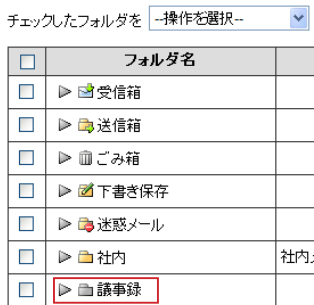 チェックしたフォルダを --操作を選択--
フォルダ名
受信箱
送信箱
ごみ箱
下書き保存
迷惑メール
社内 社内
議事録